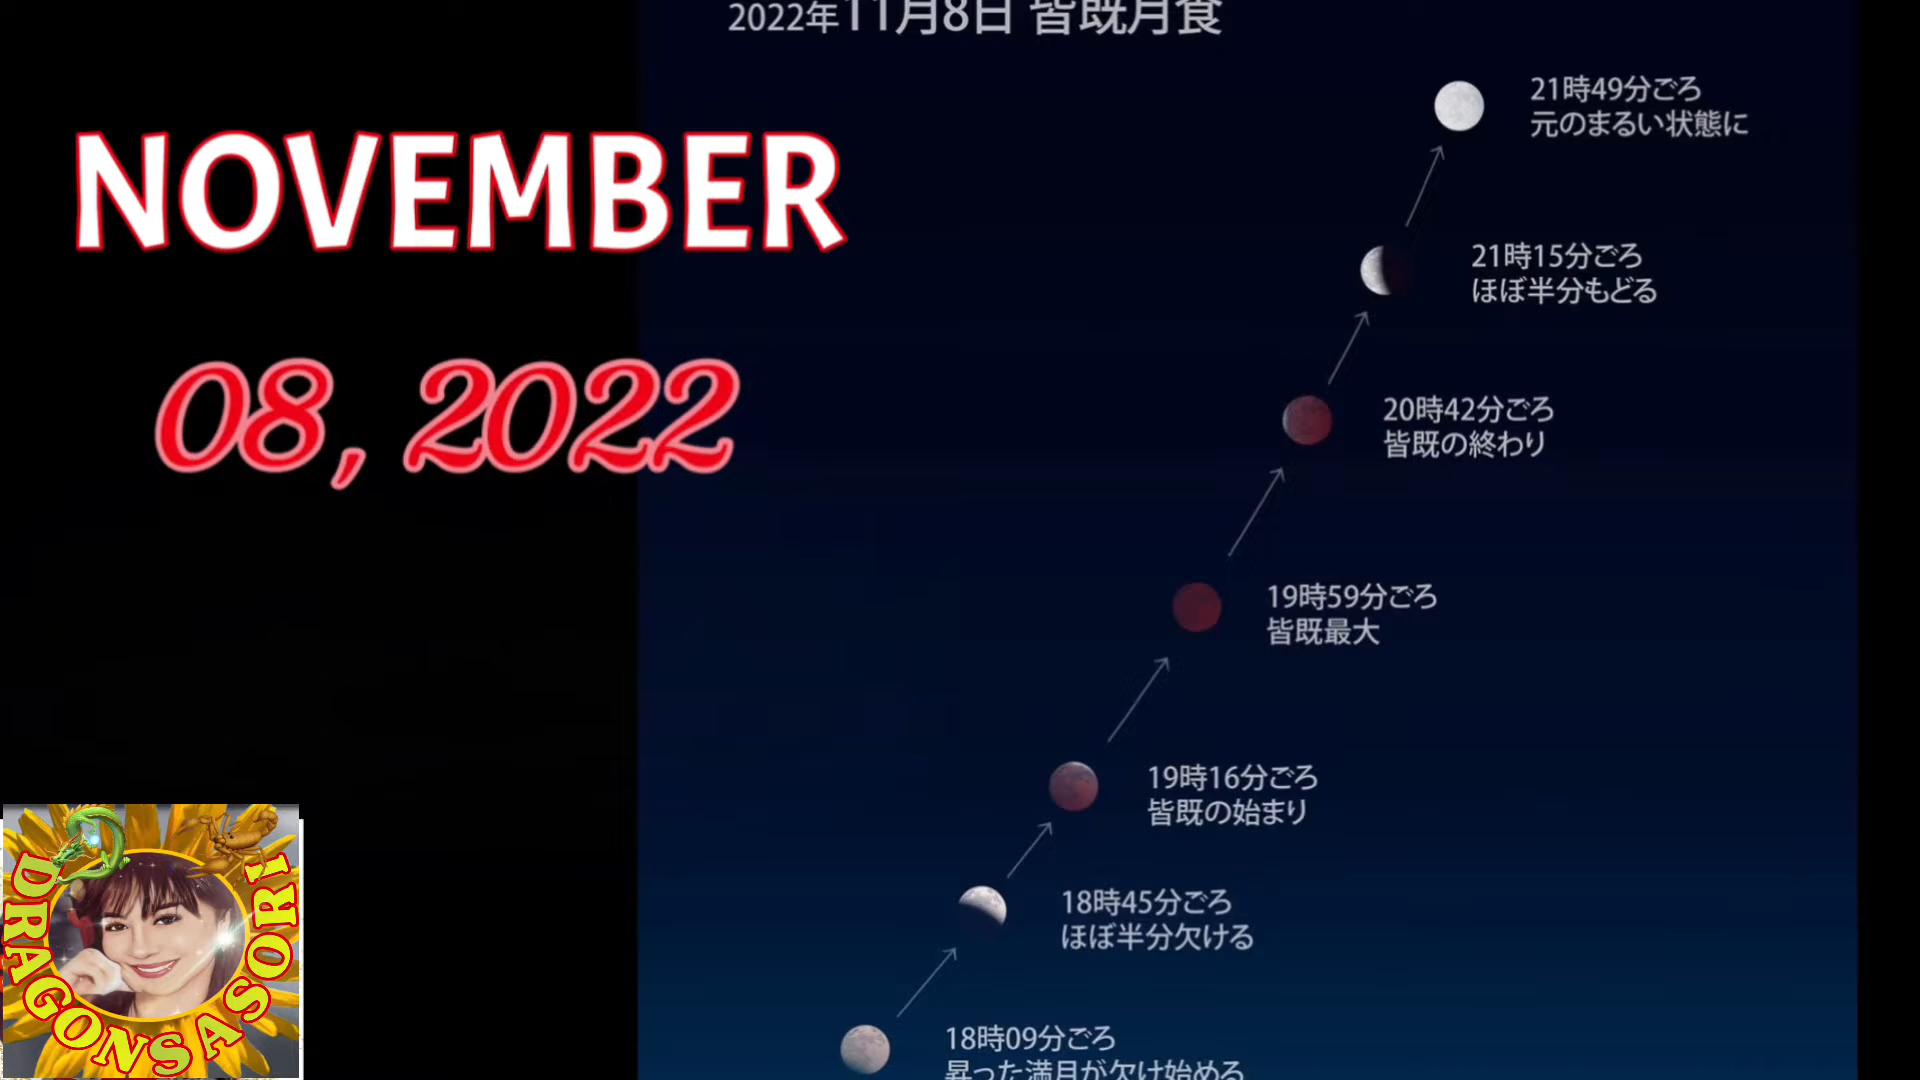 2022年11月8日 皆既月食
NOVEMBER
08, 2022
21時49分ごろ
元のまるい状態に
21時15分ごろ
ほぼ半分もどる
20時42分ごろ
皆既の終わり
19時59分ごろ
皆既最大
19時16分ごろ
皆既の始まり
18時45分ごろ
ほぼ半分欠ける
18時09分ごろ
昇った満月が欠け始める
DRAGONSASORI